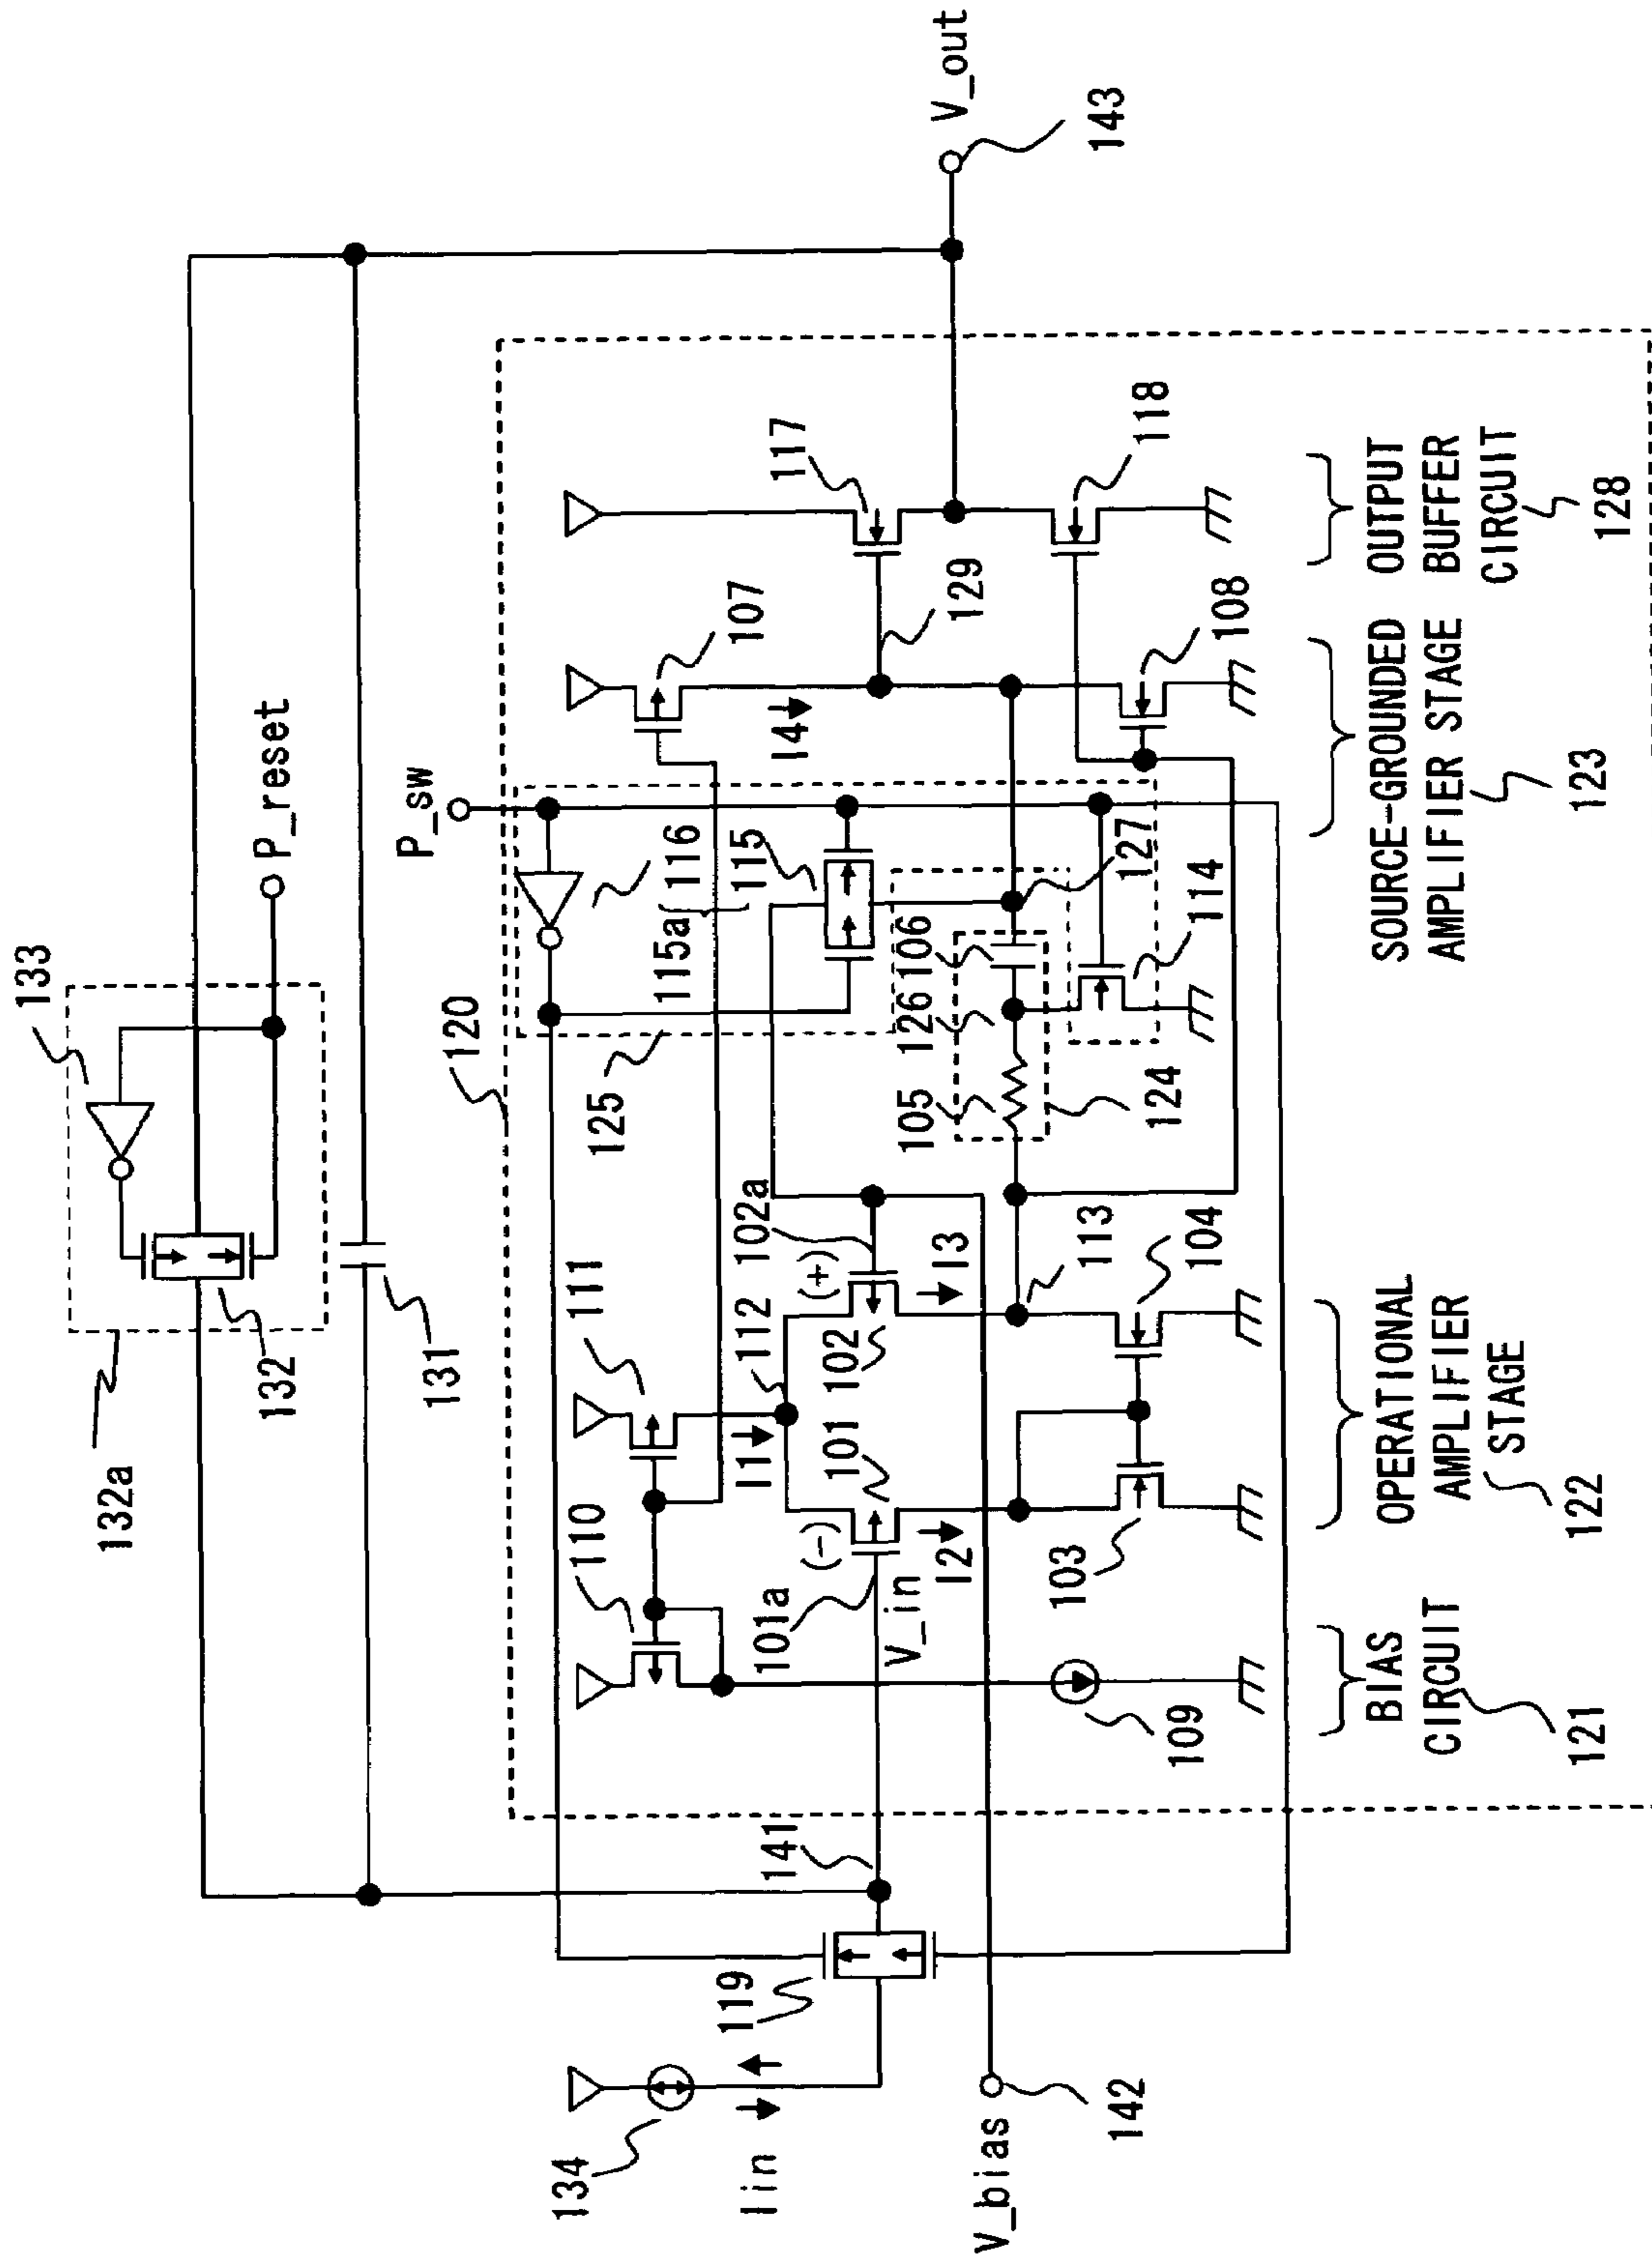 133
132a
132
P_reset
131
V_out
143
P_sw
120
125
116
115a
115
110
111
112
107
14
129
117
118
108
101a
(-)
V_in
I1
101
I2
102
(+)
102a
I3
113
103
104
105
126
106
127
124
114
109
141
119
134
Iin
V_bias
142
BIAS
CIRCUIT
121
OPERATIONAL
AMPLIFIER
STAGE
122
SOURCE-GROUNDED
AMPLIFIER STAGE
123
OUTPUT
BUFFER
CIRCUIT
128